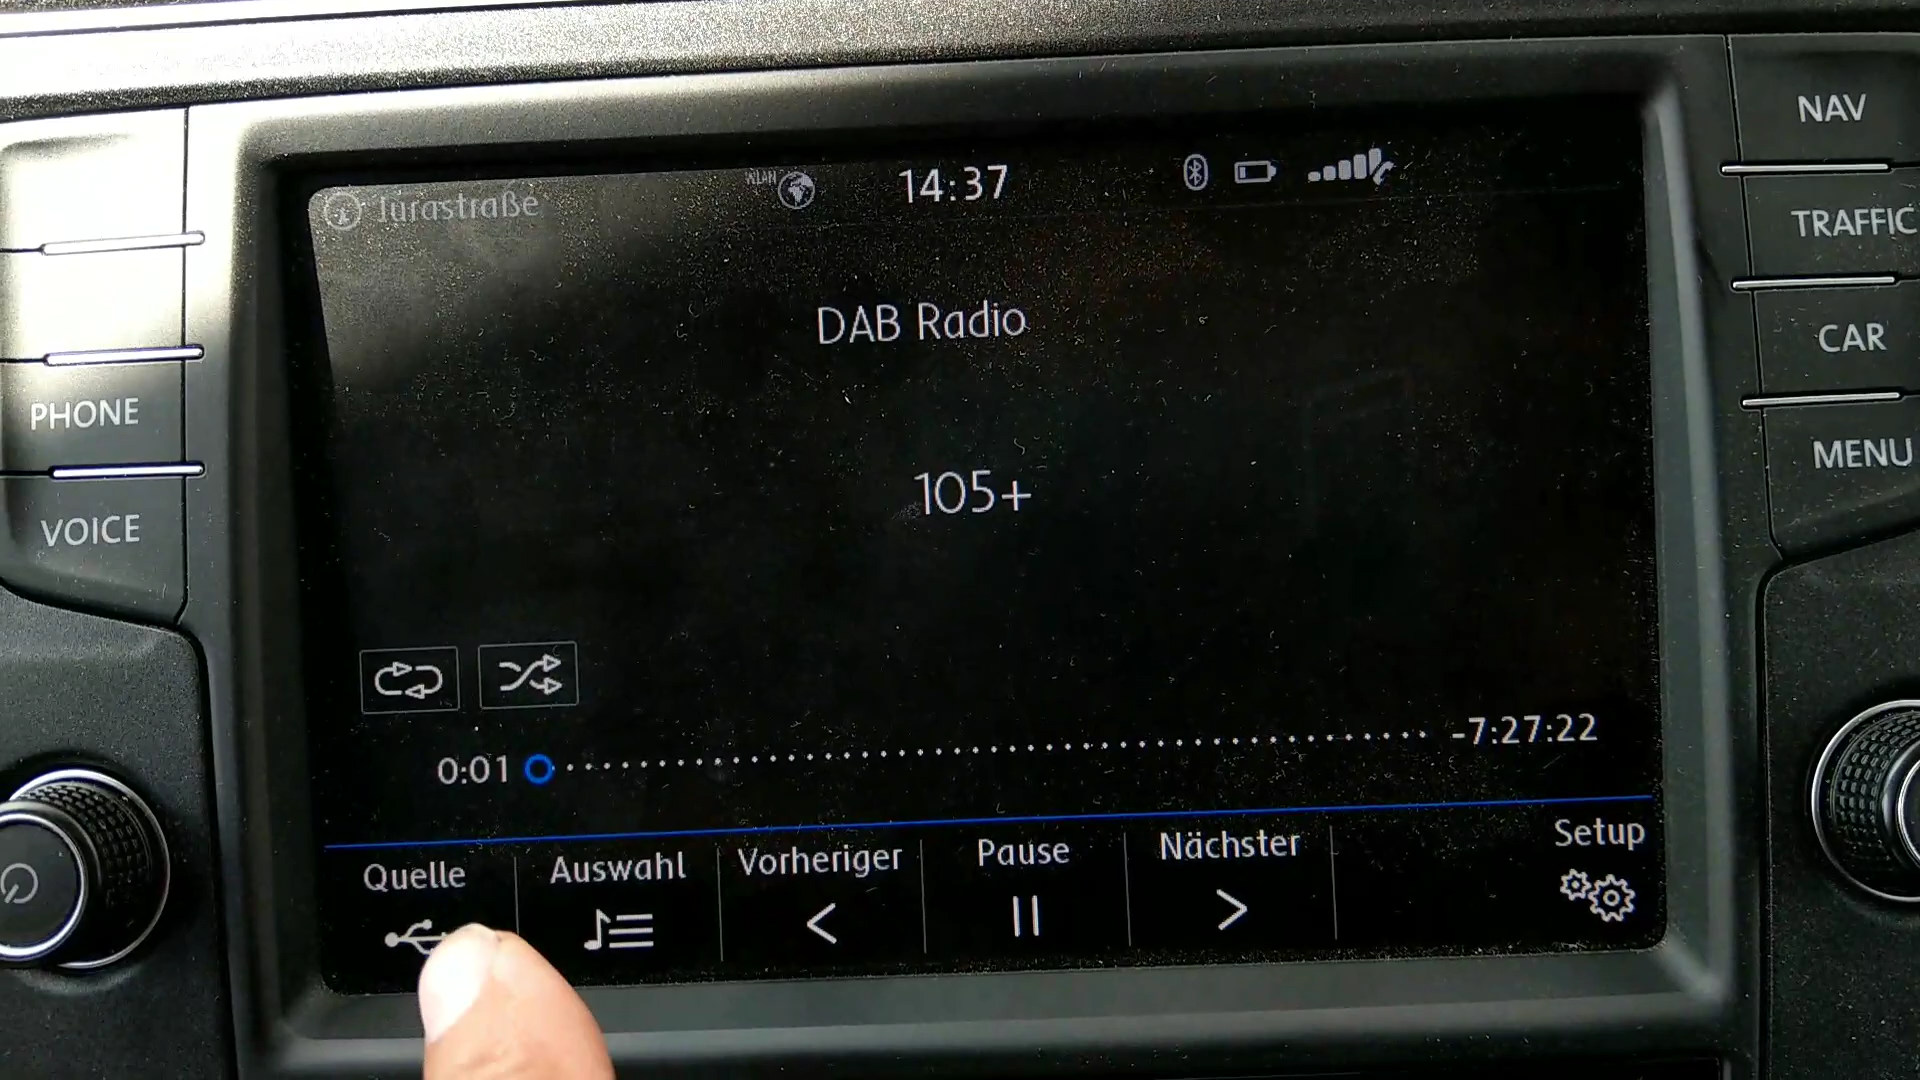 Jurastraße
WLAN
14:37
DAB Radio
105+
0:01
-7:27:22
Quelle
Auswahl
Vorheriger
Pause
Nächster
Setup
PHONE
VOICE
NAV
TRAFFIC
CAR
MENU